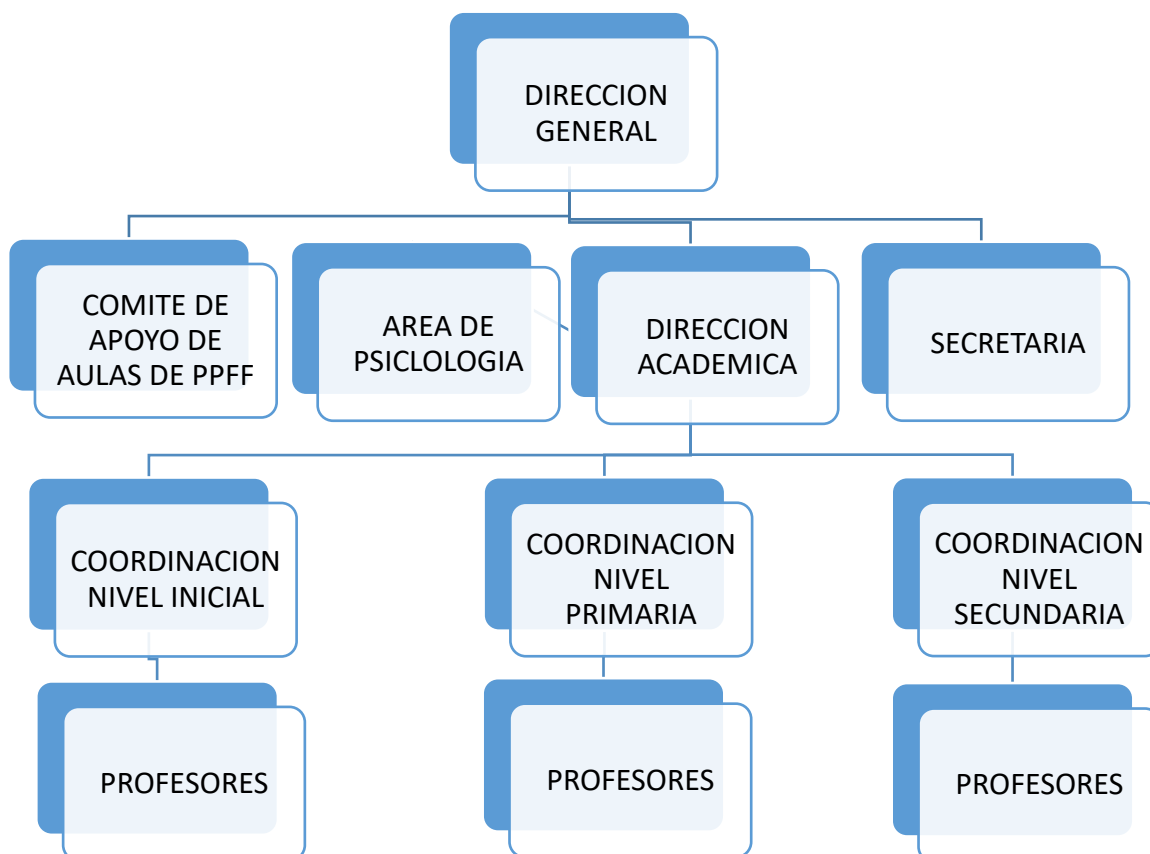 DIRECCION
GENERAL
COMITE DE
APOYO DE
AULAS DE PPFF
AREA DE
PSICLOLOGIA
DIRECCION
ACADEMICA
SECRETARIA
COORDINACION
NIVEL INICIAL
COORDINACION
NIVEL
PRIMARIA
COORDINACION
NIVEL
SECUNDARIA
PROFESORES
PROFESORES
PROFESORES